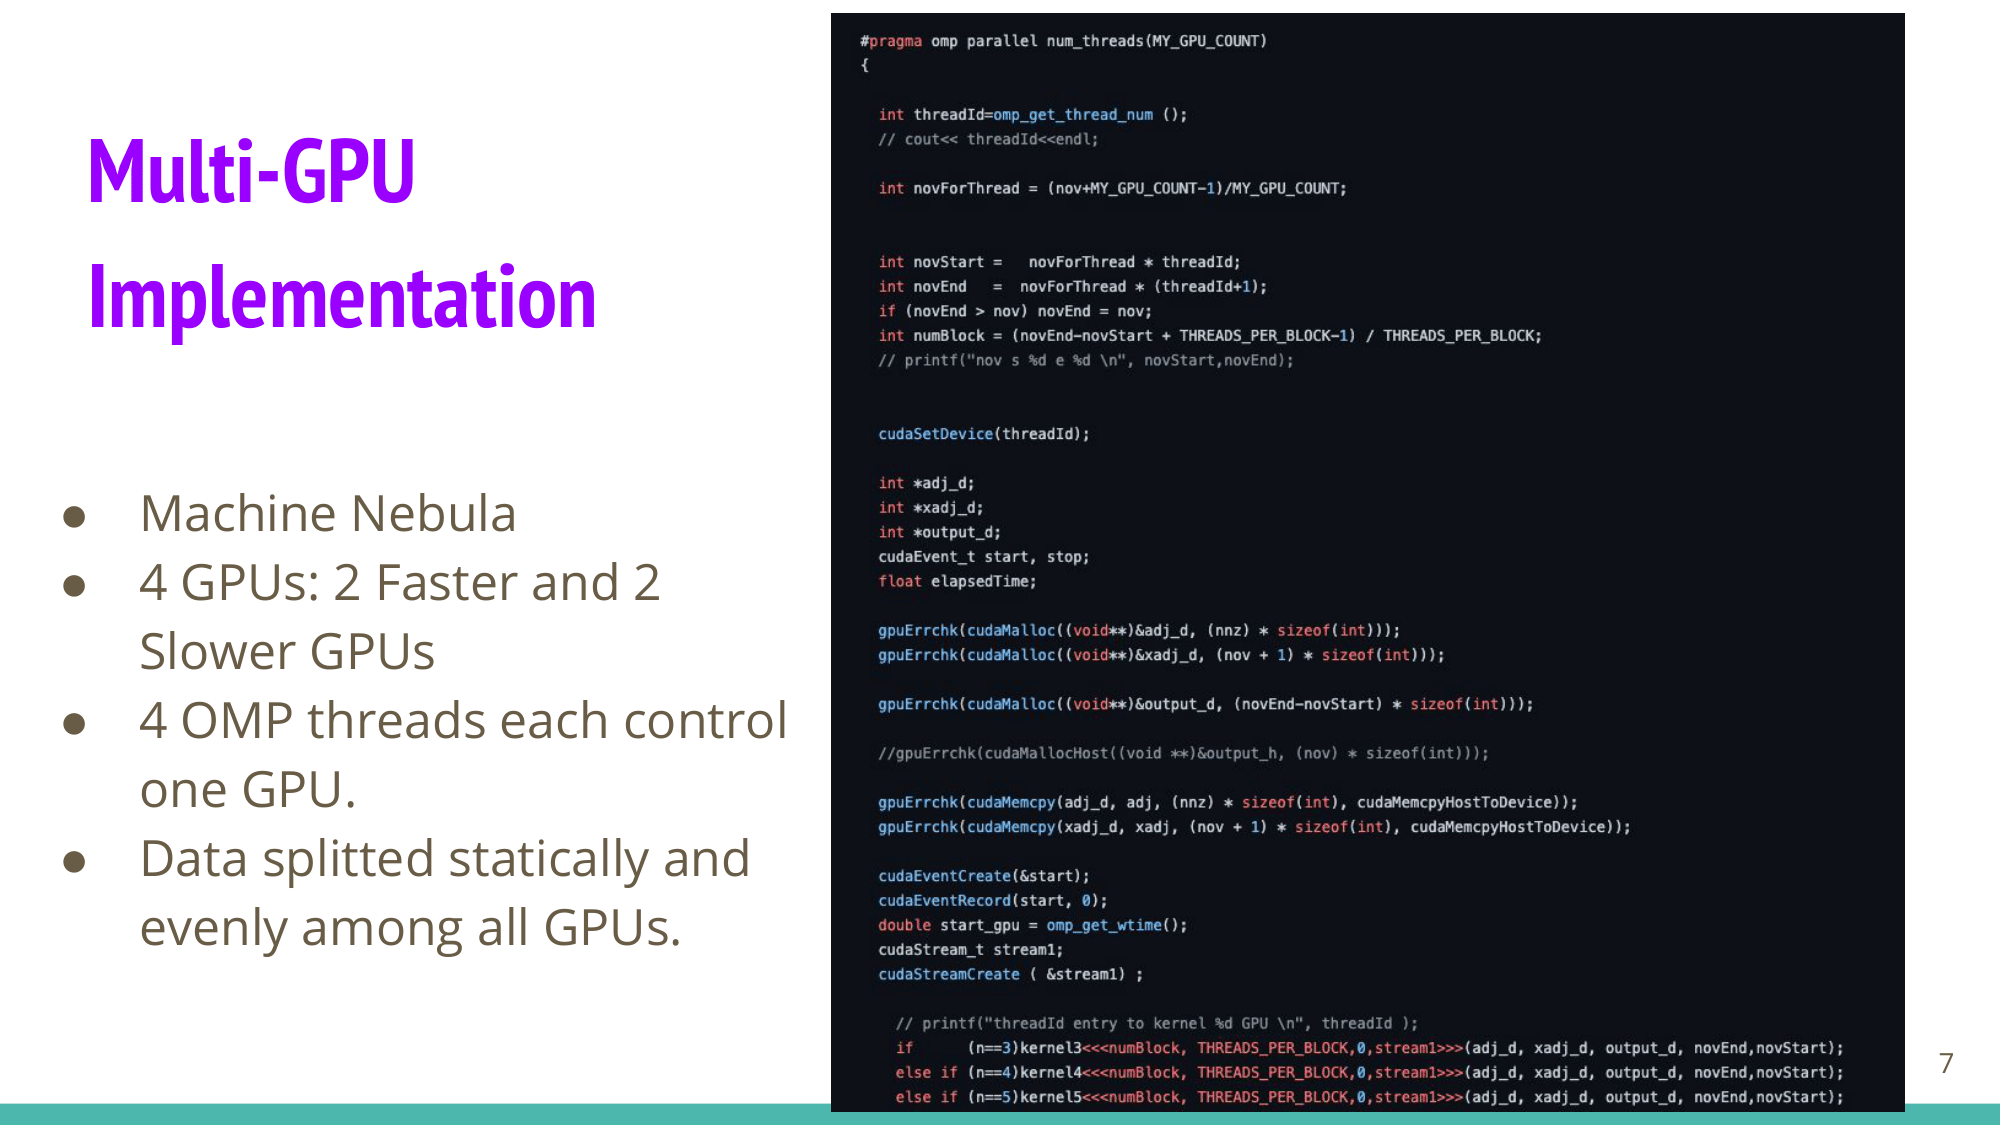 Multi-GPU
Implementation
● Machine Nebula
● 4 GPUs: 2 Faster and 2
Slower GPUs
● 4 OMP threads each control
one GPU.
● Data splitted statically and
evenly among all GPUs.
#pragma omp parallel num_threads(MY_GPU_COUNT)
{
int threadId=omp_get_thread_num ();
// cout<< threadId<<endl;
int novForThread = (nov+MY_GPU_COUNT-1)/MY_GPU_COUNT;
int novStart =   novForThread * threadId;
int novEnd   =  novForThread * (threadId+1);
if (novEnd > nov) novEnd = nov;
int numBlock = (novEnd-novStart + THREADS_PER_BLOCK-1) / THREADS_PER_BLOCK;
// printf("nov s %d e %d \n", novStart,novEnd);
cudaSetDevice(threadId);
int *adj_d;
int *xadj_d;
int *output_d;
cudaEvent_t start, stop;
float elapsedTime;
gpuErrchk(cudaMalloc((void**)&adj_d, (nnz) * sizeof(int)));
gpuErrchk(cudaMalloc((void**)&xadj_d, (nov + 1) * sizeof(int)));
gpuErrchk(cudaMalloc((void**)&output_d, (novEnd-novStart) * sizeof(int)));
//gpuErrchk(cudaMallocHost((void **)&output_h, (nov) * sizeof(int)));
gpuErrchk(cudaMemcpy(adj_d, adj, (nnz) * sizeof(int), cudaMemcpyHostToDevice));
gpuErrchk(cudaMemcpy(xadj_d, xadj, (nov + 1) * sizeof(int), cudaMemcpyHostToDevice));
cudaEventCreate(&start);
cudaEventRecord(start, 0);
double start_gpu = omp_get_wtime();
cudaStream_t stream1;
cudaStreamCreate ( &stream1) ;
// printf("threadId entry to kernel %d GPU \n", threadId );
if      (n==3)kernel3<<<numBlock, THREADS_PER_BLOCK,0,stream1>>>(adj_d, xadj_d, output_d, novEnd,novStart);
else if (n==4)kernel4<<<numBlock, THREADS_PER_BLOCK,0,stream1>>>(adj_d, xadj_d, output_d, novEnd,novStart);
else if (n==5)kernel5<<<numBlock, THREADS_PER_BLOCK,0,stream1>>>(adj_d, xadj_d, output_d, novEnd,novStart);
7